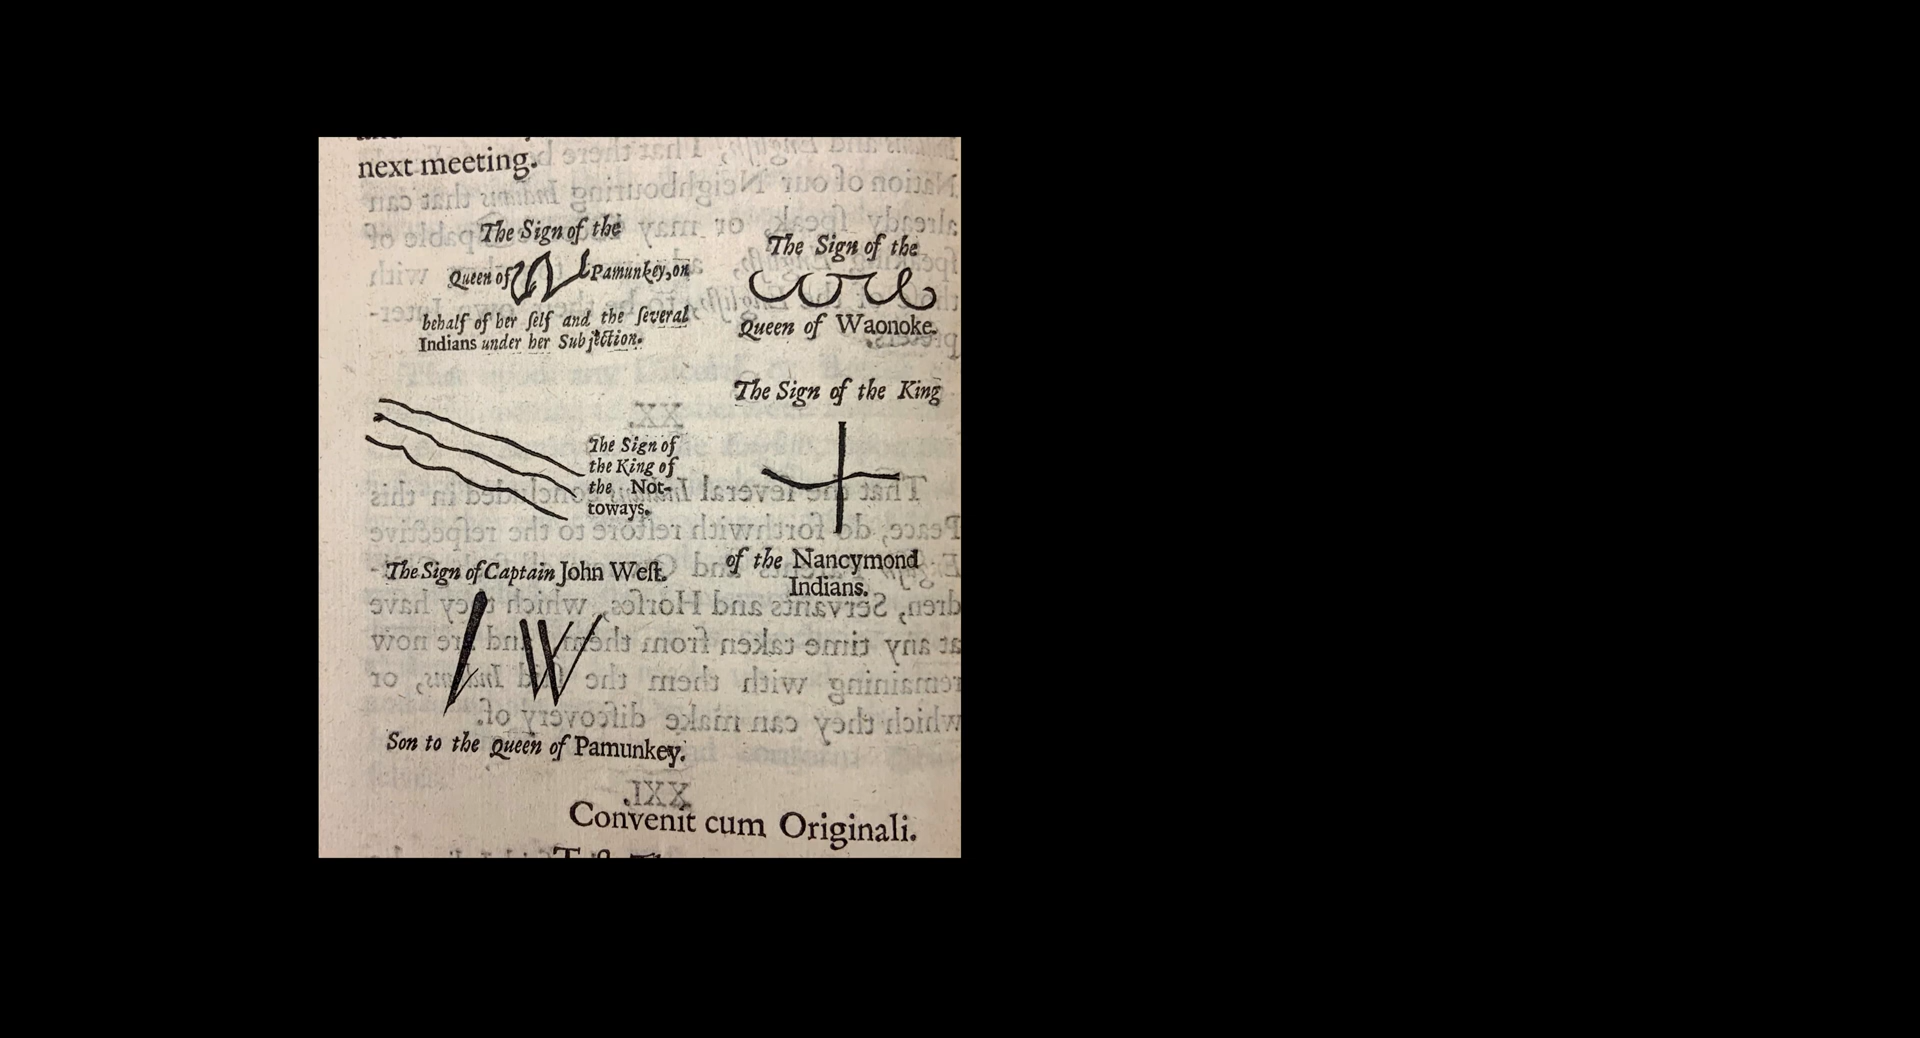 next meeting.
The Sign of the
Queen of Pamunkey, on
behalf of her ſelf and the ſeveral
Indians under her Subjection.
The Sign of the
Queen of Waonoke.
The Sign of
the King of
the Not-
toways.
The Sign of the King
of the Nancymond
Indians.
The Sign of Captain John Weſt.
I W
Son to the Queen of Pamunkey.
Convenit cum Originali.